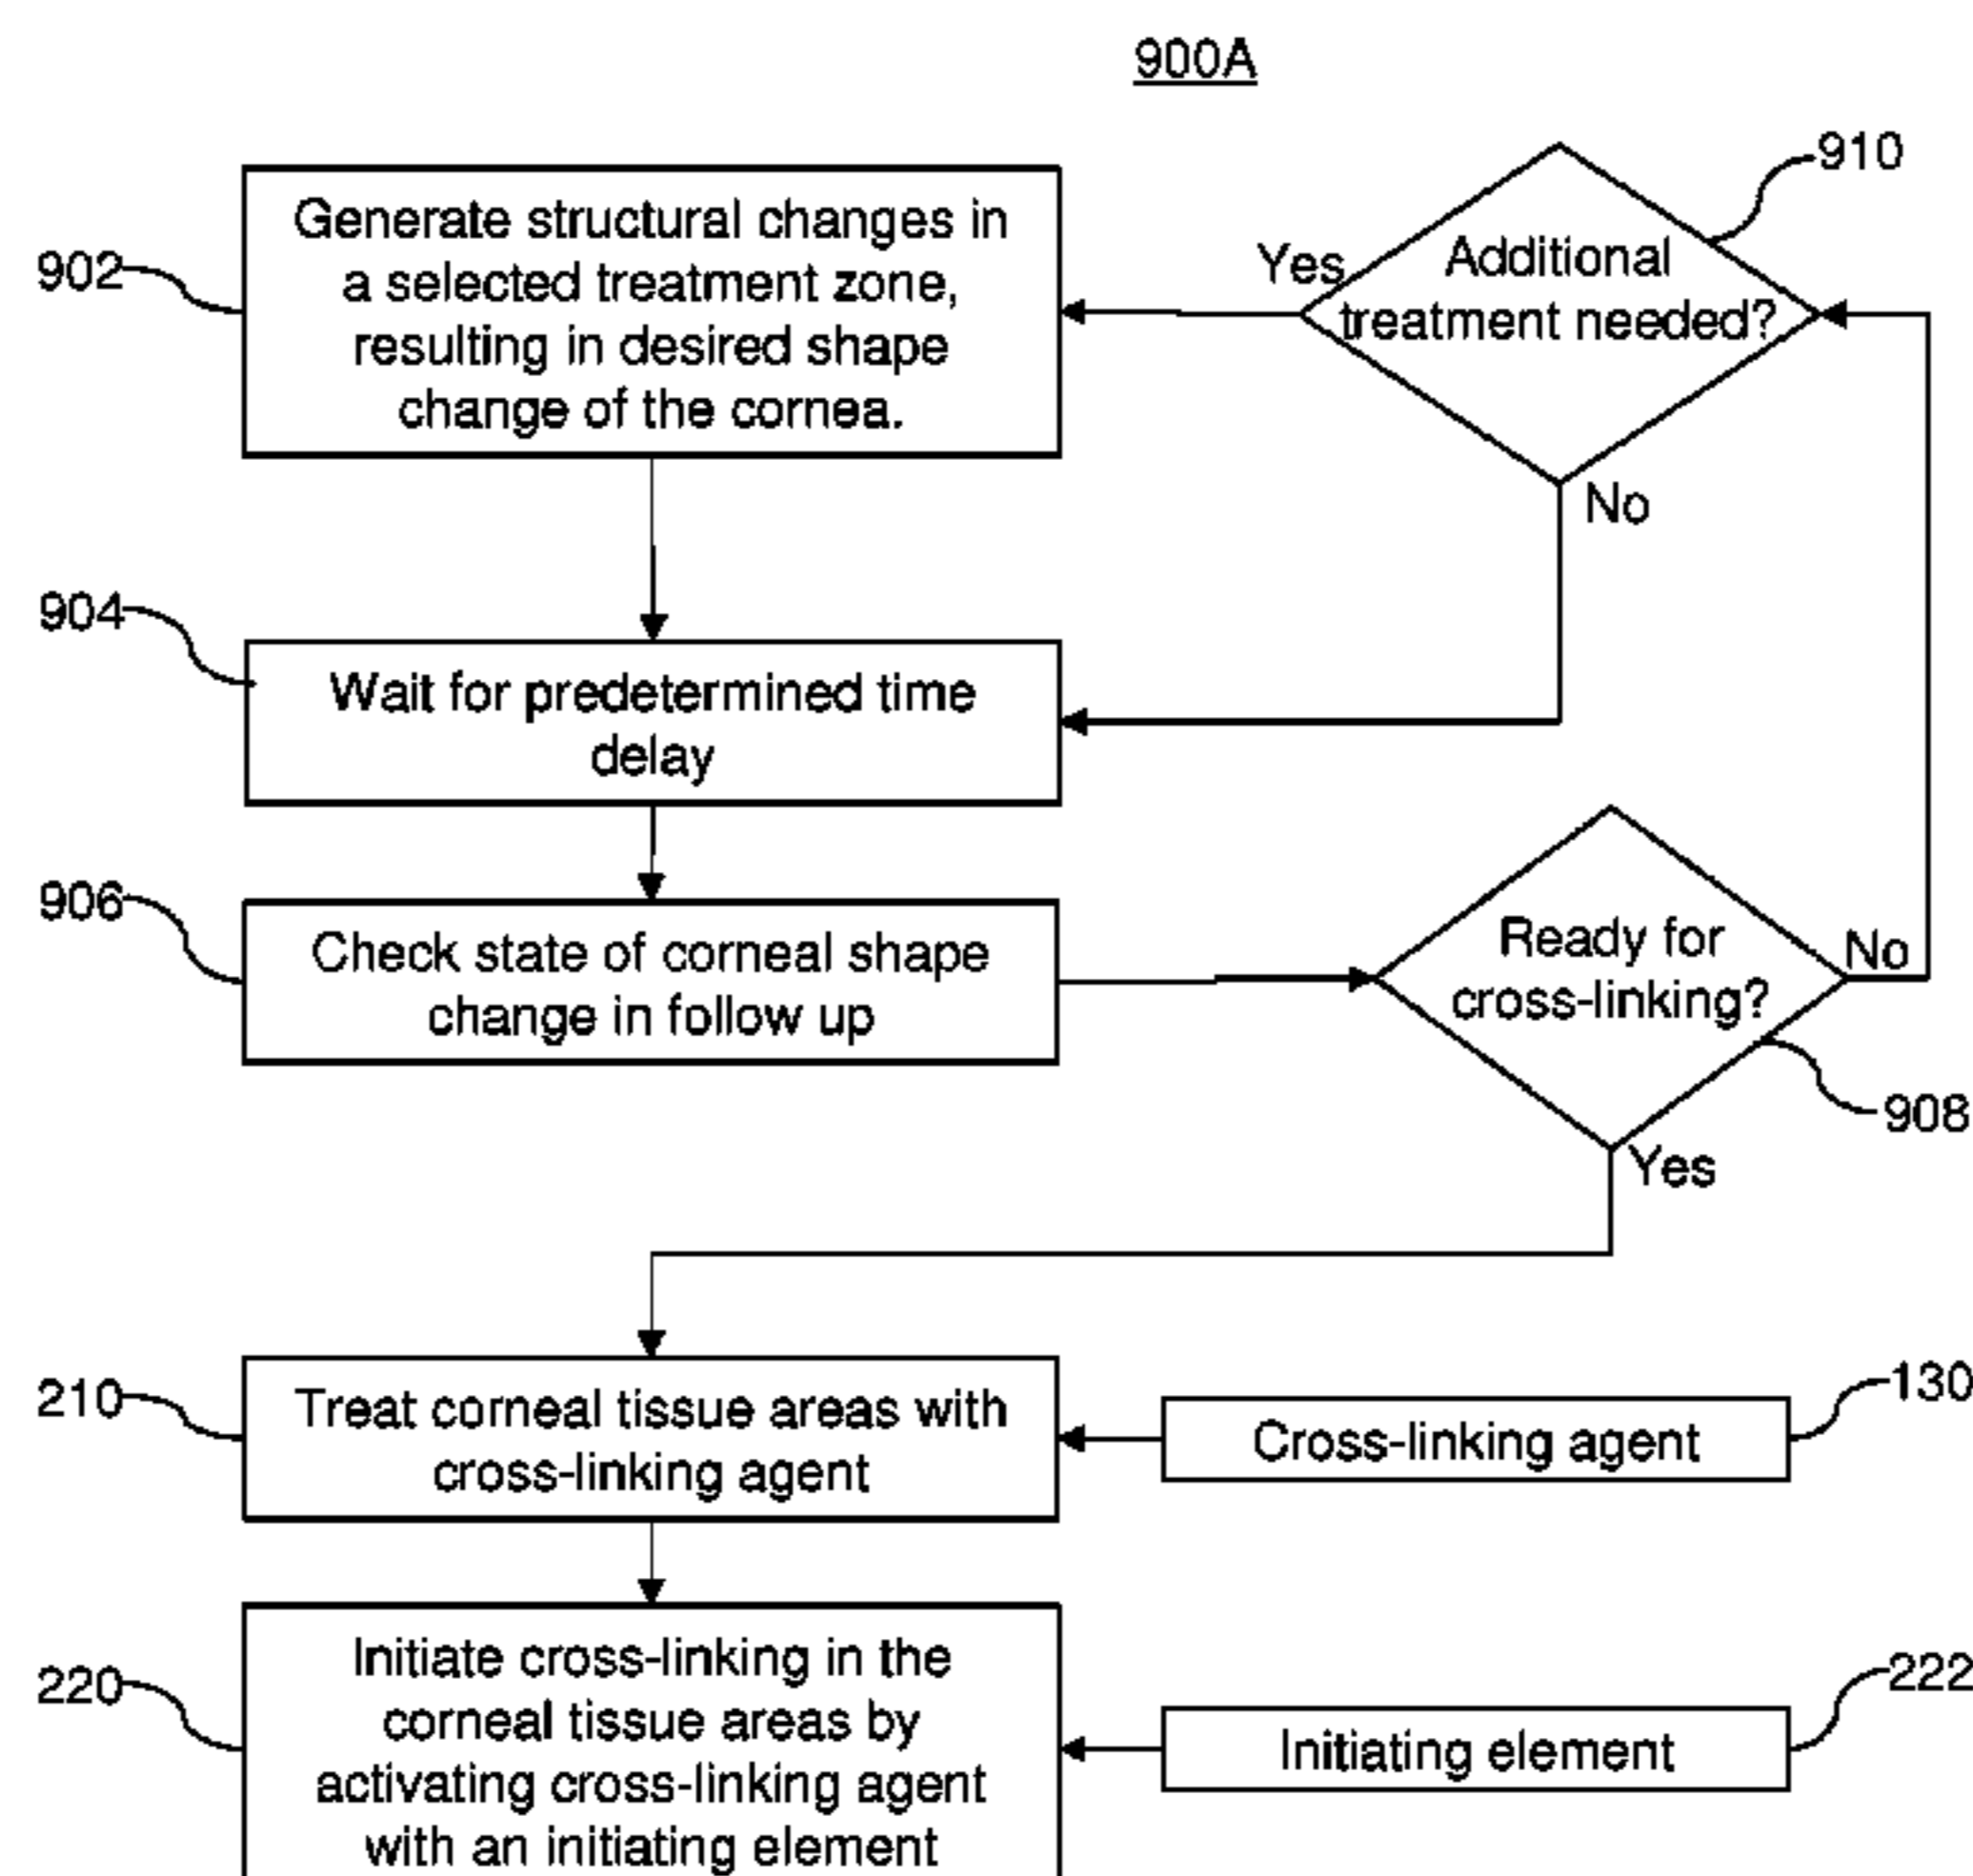 900A
910
Generate structural changes in
a selected treatment zone,
resulting in desired shape
change of the cornea.
902
Yes
Additional
treatment needed?
No
904
Wait for predetermined time
delay
906
Check state of corneal shape
change in follow up
Ready for
cross-linking?
No
908
Yes
210
Treat corneal tissue areas with
cross-linking agent
Cross-linking agent
130
220
Initiate cross-linking in the
corneal tissue areas by
activating cross-linking agent
with an initiating element
Initiating element
222